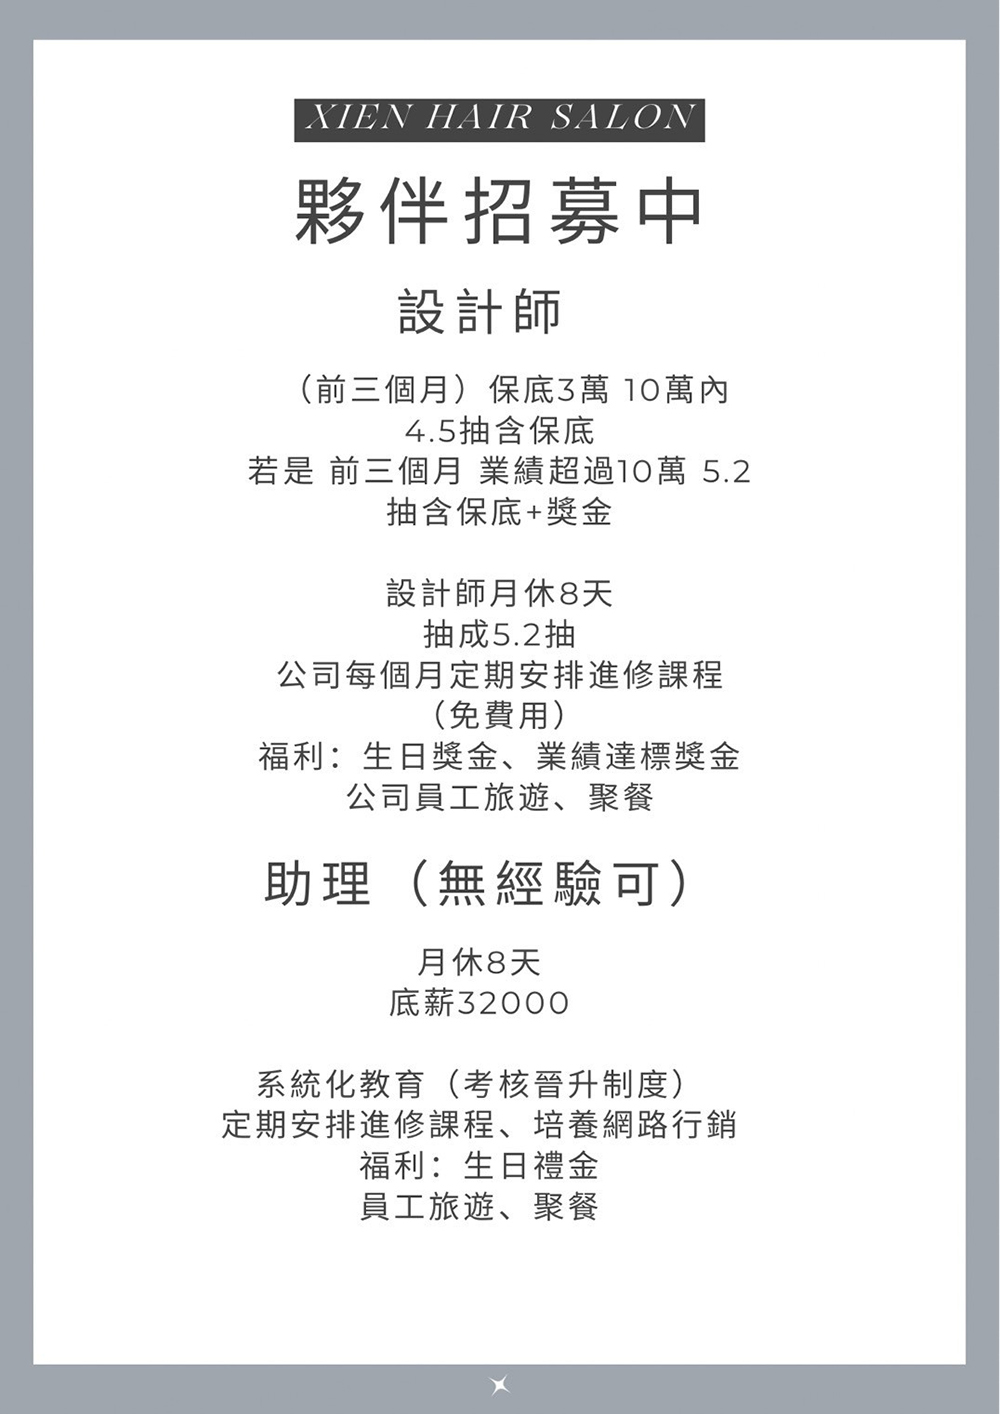 XIEN HAIR SALON
夥伴招募中
設計師
（前三個月）保底3萬 10萬內
4.5抽含保底
若是 前三個月 業績超過10萬 5.2
抽含保底+獎金
設計師月休8天
抽成5.2抽
公司每個月定期安排進修課程
（免費用）
福利：生日獎金、業績達標獎金
公司員工旅遊、聚餐
助理（無經驗可）
月休8天
底薪32000
系統化教育（考核晉升制度）
定期安排進修課程、培養網路行銷
福利：生日禮金
員工旅遊、聚餐